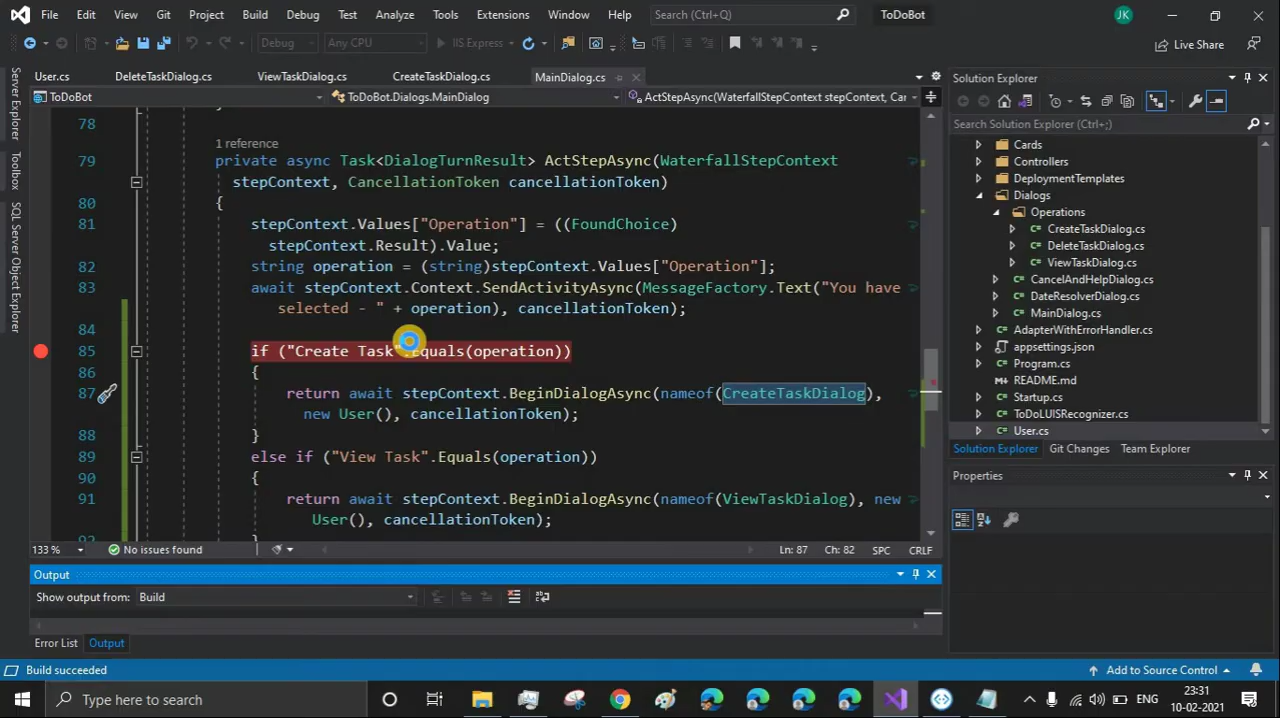 File Edit View Git Project Build Debug Test Analyze Tools Extensions Window Help Search (Ctrl+Q) ToDoBot JK
Debug Any CPU IIS Express Live Share
User.cs DeleteTaskDialog.cs ViewTaskDialog.cs CreateTaskDialog.cs MainDialog.cs
ToDoBot ToDoBot.Dialogs.MainDialog ActStepAsync(WaterfallStepContext stepContext, Car
Server Explorer
Toolbox
SQL Server Object Explorer
78
1 reference
79 private async Task<DialogTurnResult> ActStepAsync(WaterfallStepContext
stepContext, CancellationToken cancellationToken)
80 {
81 stepContext.Values["Operation"] = ((FoundChoice)
stepContext.Result).Value;
82 string operation = (string)stepContext.Values["Operation"];
83 await stepContext.Context.SendActivityAsync(MessageFactory.Text("You have
selected - " + operation), cancellationToken);
84
85 if ("Create Task".Equals(operation))
86 {
87 return await stepContext.BeginDialogAsync(nameof(CreateTaskDialog),
new User(), cancellationToken);
88 }
89 else if ("View Task".Equals(operation))
90 {
91 return await stepContext.BeginDialogAsync(nameof(ViewTaskDialog), new
User(), cancellationToken);
92 }
133 % No issues found Ln: 87 Ch: 82 SPC CRLF
Output
Show output from: Build
Error List Output
Solution Explorer
Search Solution Explorer (Ctrl+;)
Cards
Controllers
DeploymentTemplates
Dialogs
Operations
CreateTaskDialog.cs
DeleteTaskDialog.cs
ViewTaskDialog.cs
CancelAndHelpDialog.cs
DateResolverDialog.cs
MainDialog.cs
AdapterWithErrorHandler.cs
appsettings.json
Program.cs
README.md
Startup.cs
ToDoLUISRecognizer.cs
User.cs
Solution Explorer Git Changes Team Explorer
Properties
Build succeeded Add to Source Control
Type here to search ENG 23:31
10-02-2021